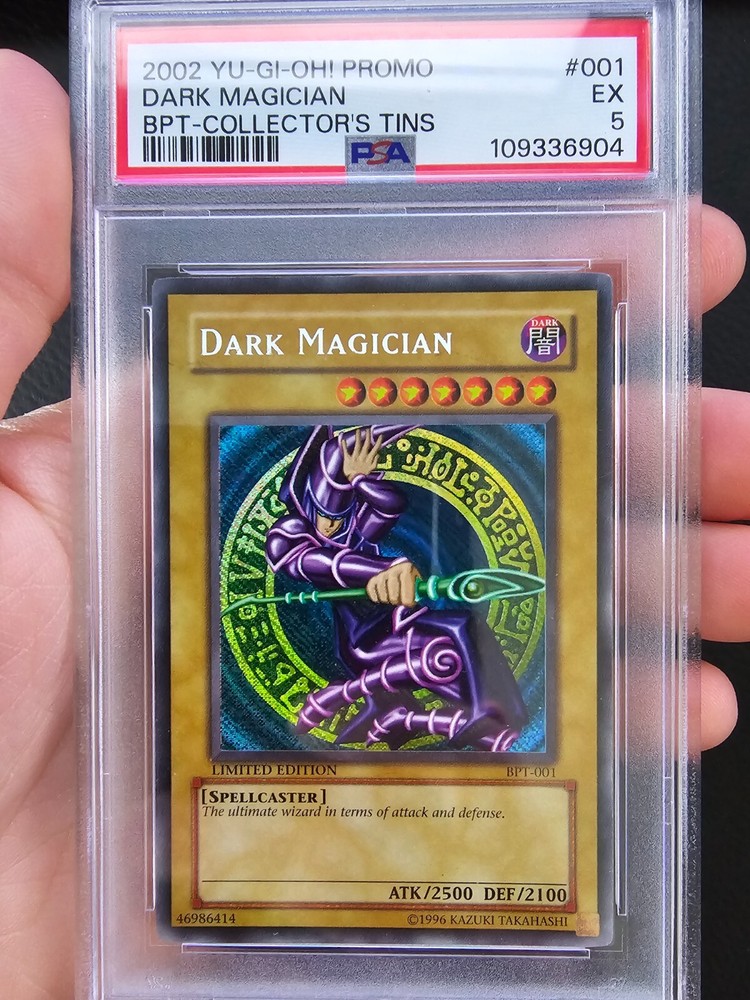 2002 YU-GI-OH! PROMO #001
DARK MAGICIAN EX
BPT-COLLECTOR'S TINS 5
PSA 109336904
DARK MAGICIAN
DARK
闇
LIMITED EDITION BPT-001
[SPELLCASTER]
The ultimate wizard in terms of attack and defense.
ATK/2500 DEF/2100
46986414 ©1996 KAZUKI TAKAHASHI